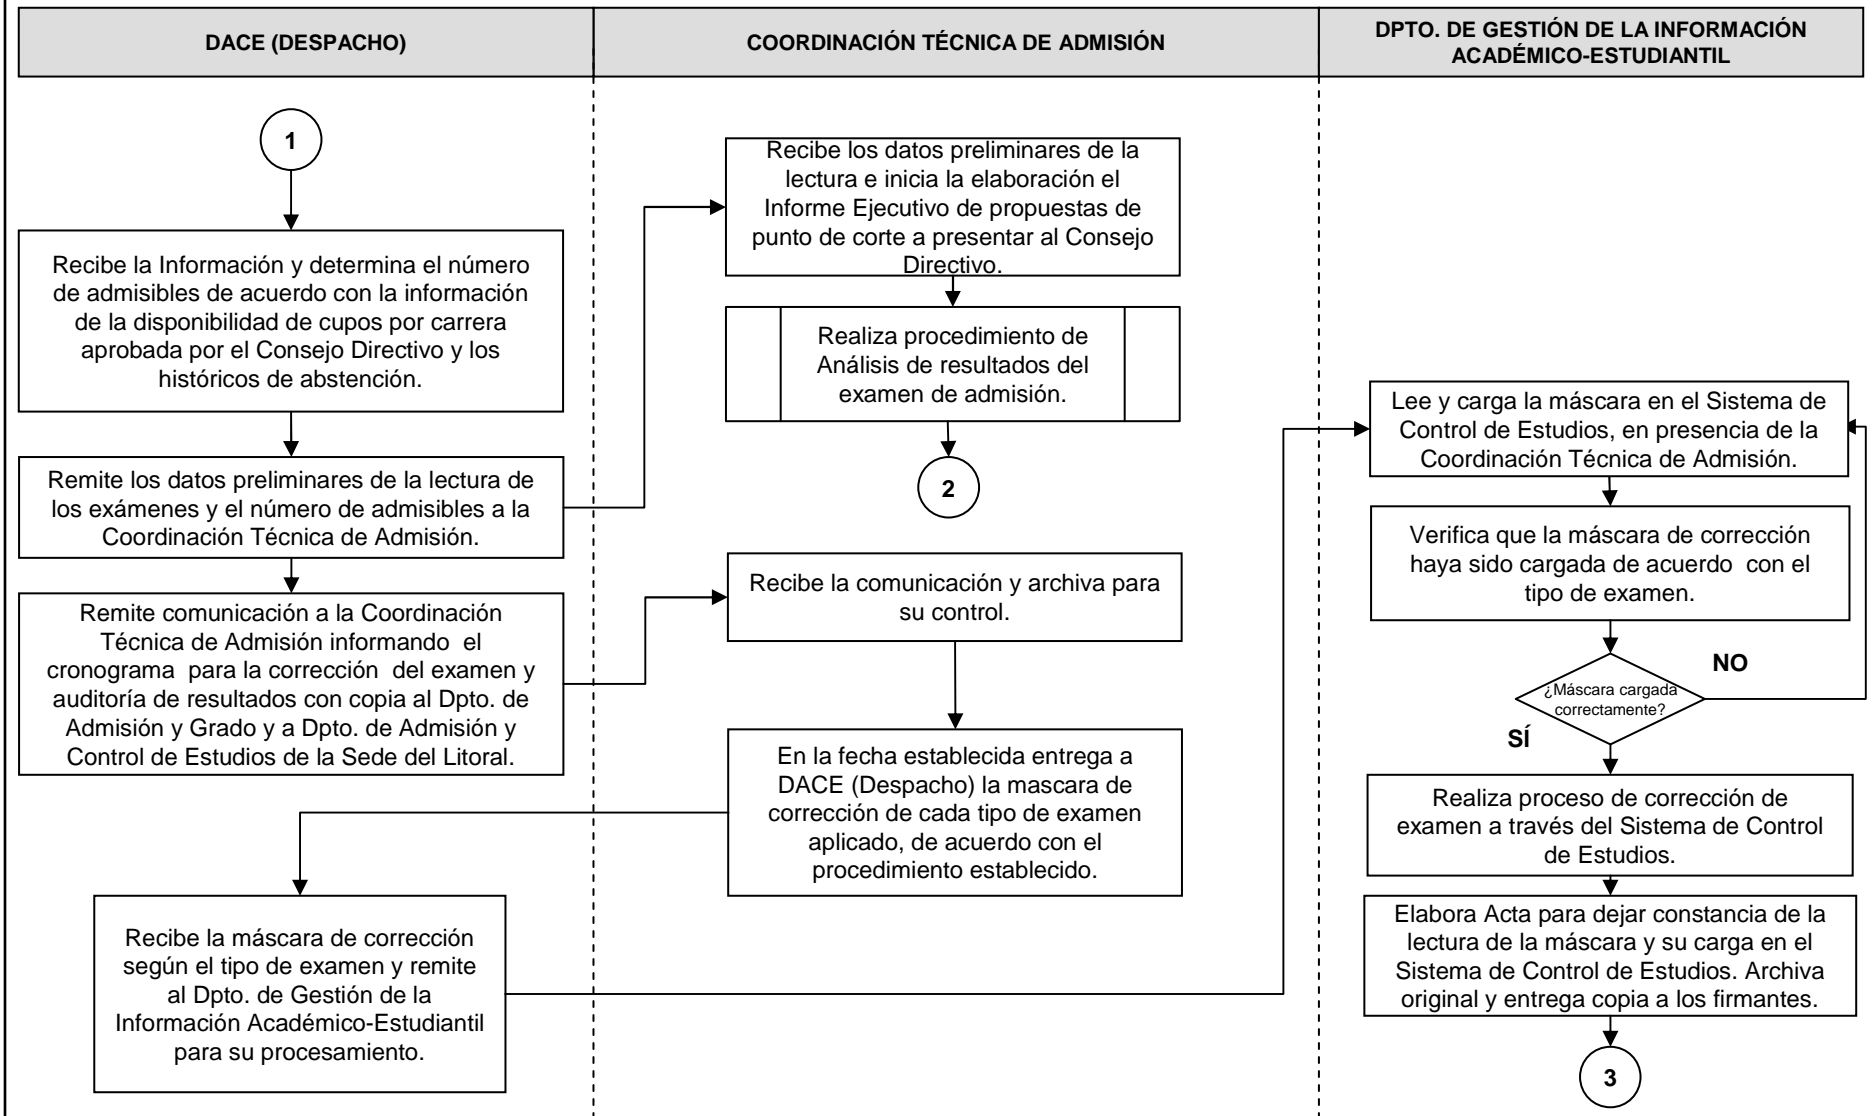 DACE (DESPACHO)
COORDINACIÓN TÉCNICA DE ADMISIÓN
DPTO. DE GESTIÓN DE LA INFORMACIÓN
ACADÉMICO-ESTUDIANTIL
1
Recibe la Información y determina el número
de admisibles de acuerdo con la información
de la disponibilidad de cupos por carrera
aprobada por el Consejo Directivo y los
históricos de abstención.
Remite los datos preliminares de la lectura de
los exámenes y el número de admisibles a la
Coordinación Técnica de Admisión.
Remite comunicación a la Coordinación
Técnica de Admisión informando el
cronograma para la corrección del examen y
auditoría de resultados con copia al Dpto. de
Admisión y Grado y a Dpto. de Admisión y
Control de Estudios de la Sede del Litoral.
Recibe la máscara de corrección
según el tipo de examen y remite
al Dpto. de Gestión de la
Información Académico-Estudiantil
para su procesamiento.
Recibe los datos preliminares de la
lectura e inicia la elaboración el
Informe Ejecutivo de propuestas de
punto de corte a presentar al Consejo
Directivo.
Realiza procedimiento de
Análisis de resultados del
examen de admisión.
2
Recibe la comunicación y archiva para
su control.
En la fecha establecida entrega a
DACE (Despacho) la mascara de
corrección de cada tipo de examen
aplicado, de acuerdo con el
procedimiento establecido.
Lee y carga la máscara en el Sistema de
Control de Estudios, en presencia de la
Coordinación Técnica de Admisión.
Verifica que la máscara de corrección
haya sido cargada de acuerdo con el
tipo de examen.
¿Máscara cargada
correctamente?
NO
SÍ
Realiza proceso de corrección de
examen a través del Sistema de Control
de Estudios.
Elabora Acta para dejar constancia de la
lectura de la máscara y su carga en el
Sistema de Control de Estudios. Archiva
original y entrega copia a los firmantes.
3